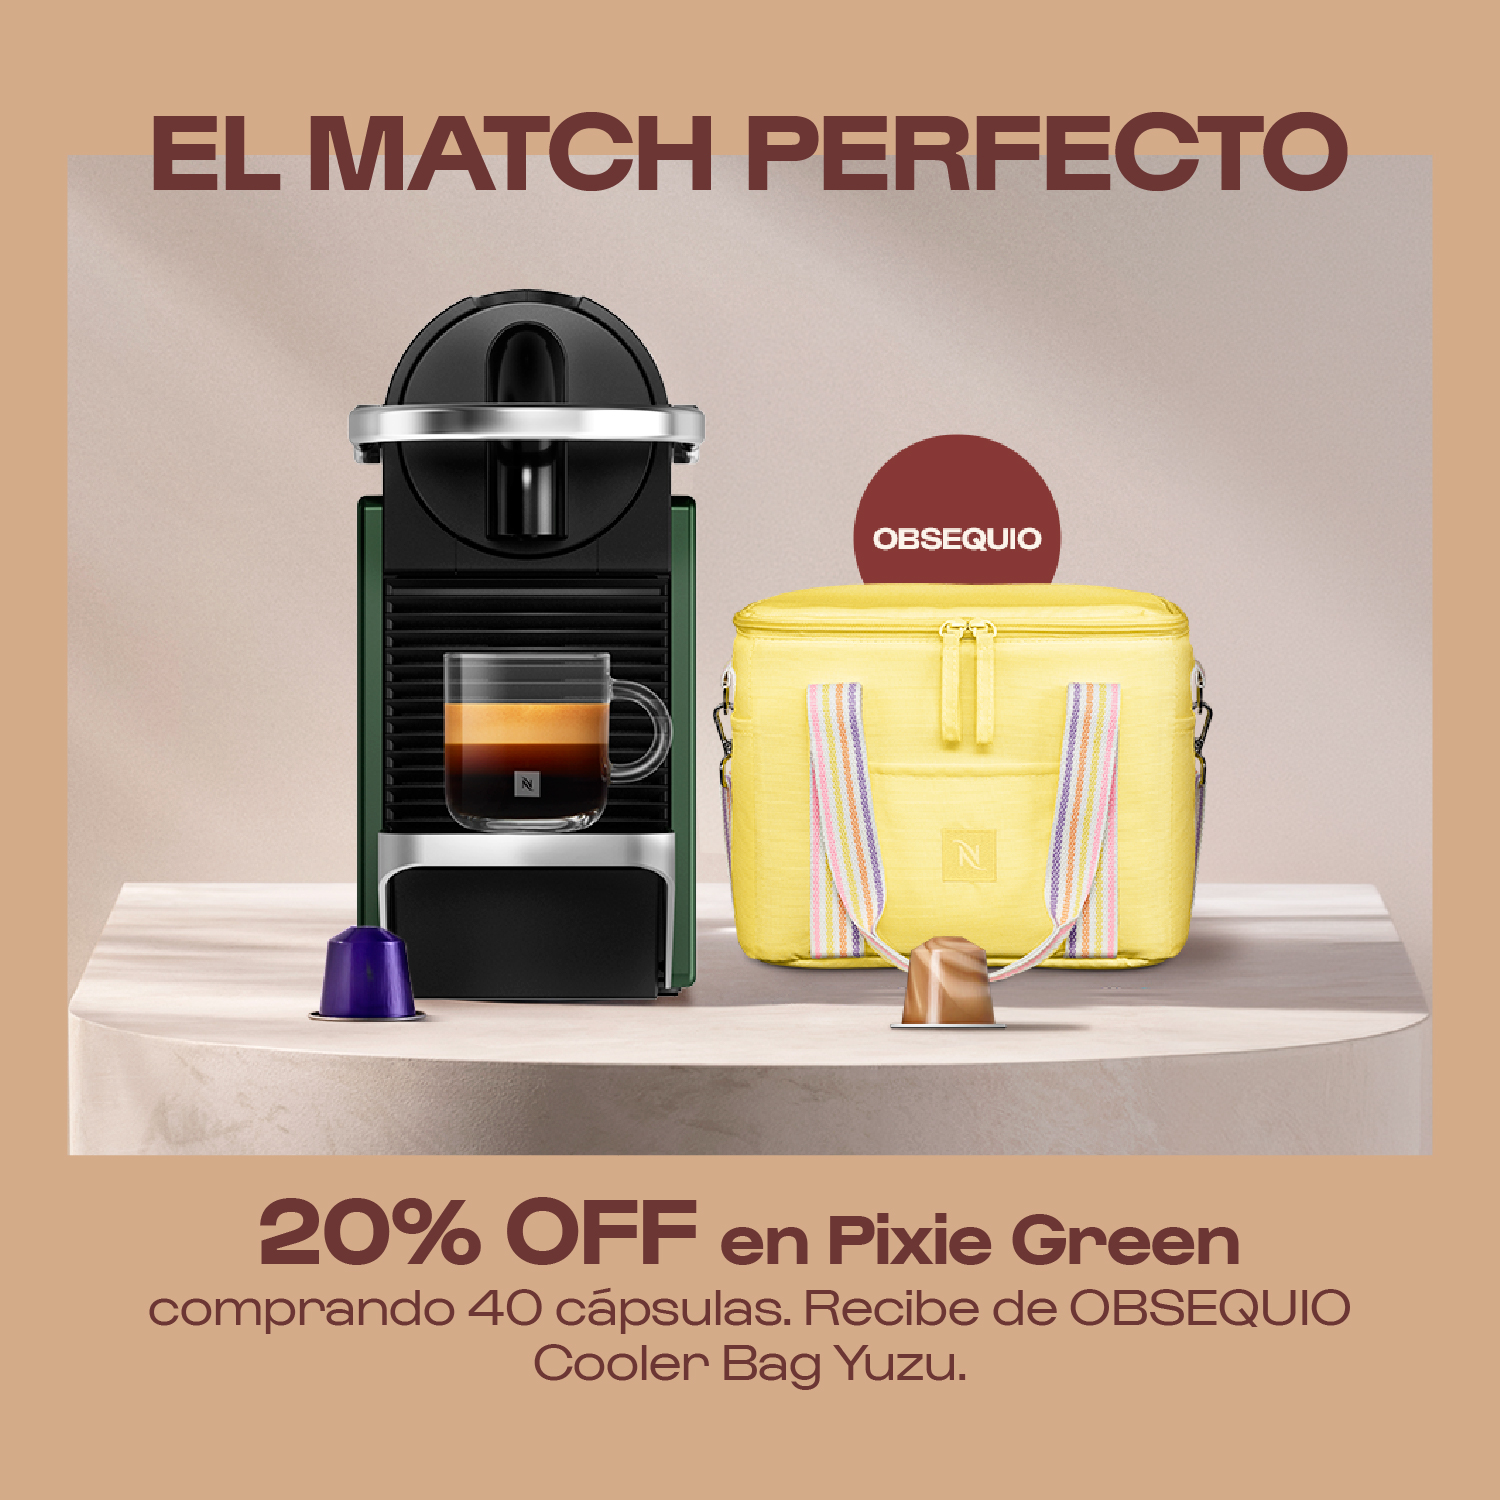 EL MATCH PERFECTO
OBSEQUIO
20% OFF en Pixie Green
comprando 40 cápsulas. Recibe de OBSEQUIO
Cooler Bag Yuzu.